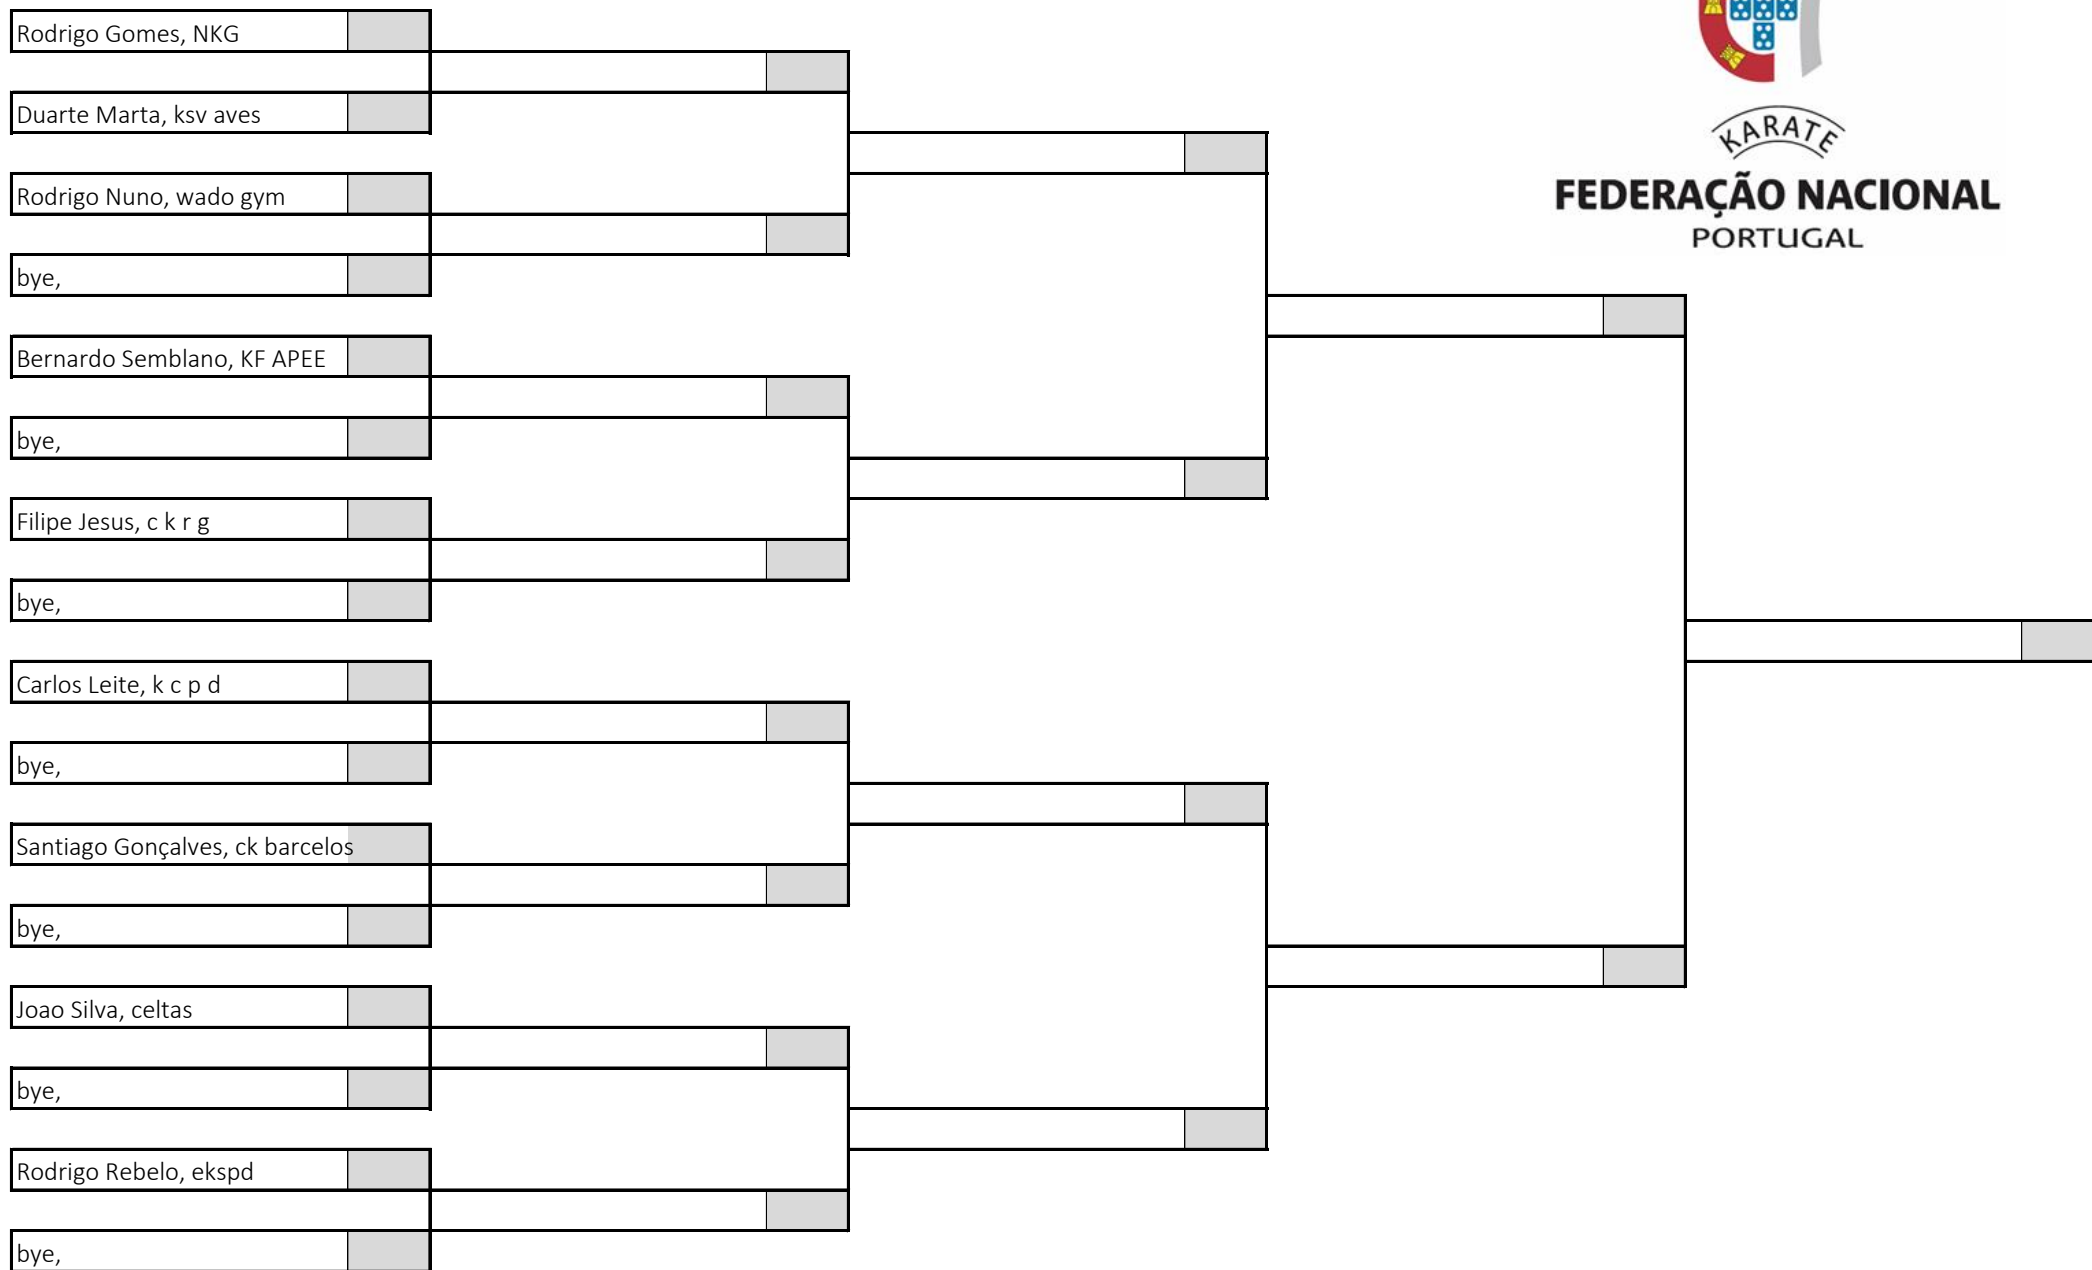 Rodrigo Gomes, NKG
Duarte Marta, ksv aves
Rodrigo Nuno, wado gym
bye,
Bernardo Semblano, KF APEE
bye,
Filipe Jesus, c k r g
bye,
Carlos Leite, k c p d
bye,
Santiago Gonçalves, ck barcelos
bye,
Joao Silva, celtas
bye,
Rodrigo Rebelo, ekspd
bye,
KARATE
FEDERAÇÃO NACIONAL
PORTUGAL